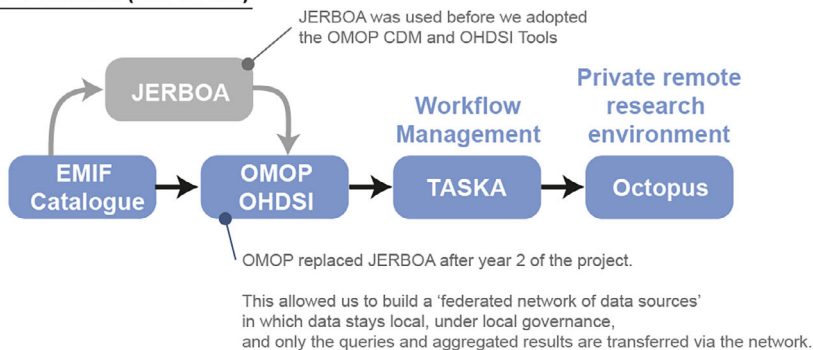 JERBOA was used before we adopted
the OMOP CDM and OHDSI Tools
JERBOA
Workflow
Management
Private remote
research
environment
EMIF
Catalogue
OMOP
OHDSI
TASKA
Octopus
OMOP replaced JERBOA after year 2 of the project.
This allowed us to build a ‘federated network of data sources’
in which data stays local, under local governance,
and only the queries and aggregated results are transferred via the network.